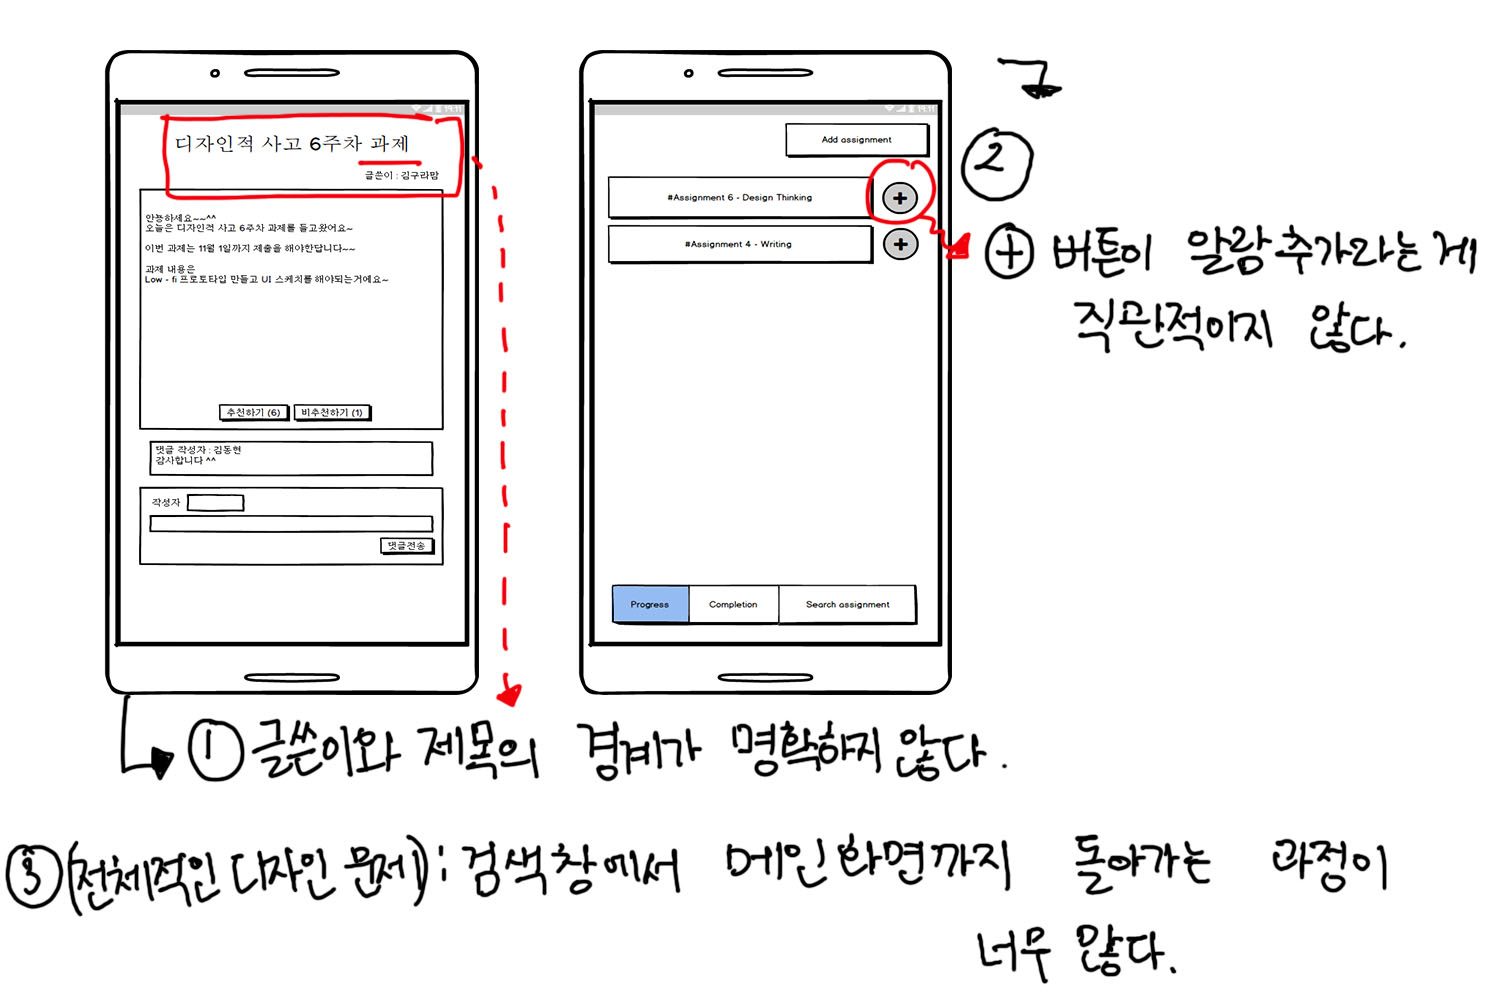 디자인적 사고 6주차 과제
글쓴이 : 김구라맘
안뇽하세요~~^^
오늘은 디자인적 사고 6주차 과제를 들고왔어요~
이번 과제는 11월 1일까지 제출을 해야한답니다~~
과제 내용은
Low - fi 프로토타입 만들고 UI 스케치를 해야되는거에요~
추천하기 (6)
비추천하기 (1)
댓글 작성자 : 김동현
감사합니다 ^^
작성자
댓글전송
Add assignment
#Assignment 6 - Design Thinking
+
#Assignment 4 - Writing
+
Progress
Completion
Search assignment
②
⊕ 버튼이 알람추가라는게
직관적이지 않다.
① 글쓴이와 제목의 경계가 명확하지 않다.
③ (전체적인 디자인 문제) : 검색창에서 메인화면까지 돌아가는 과정이
너무 많다.